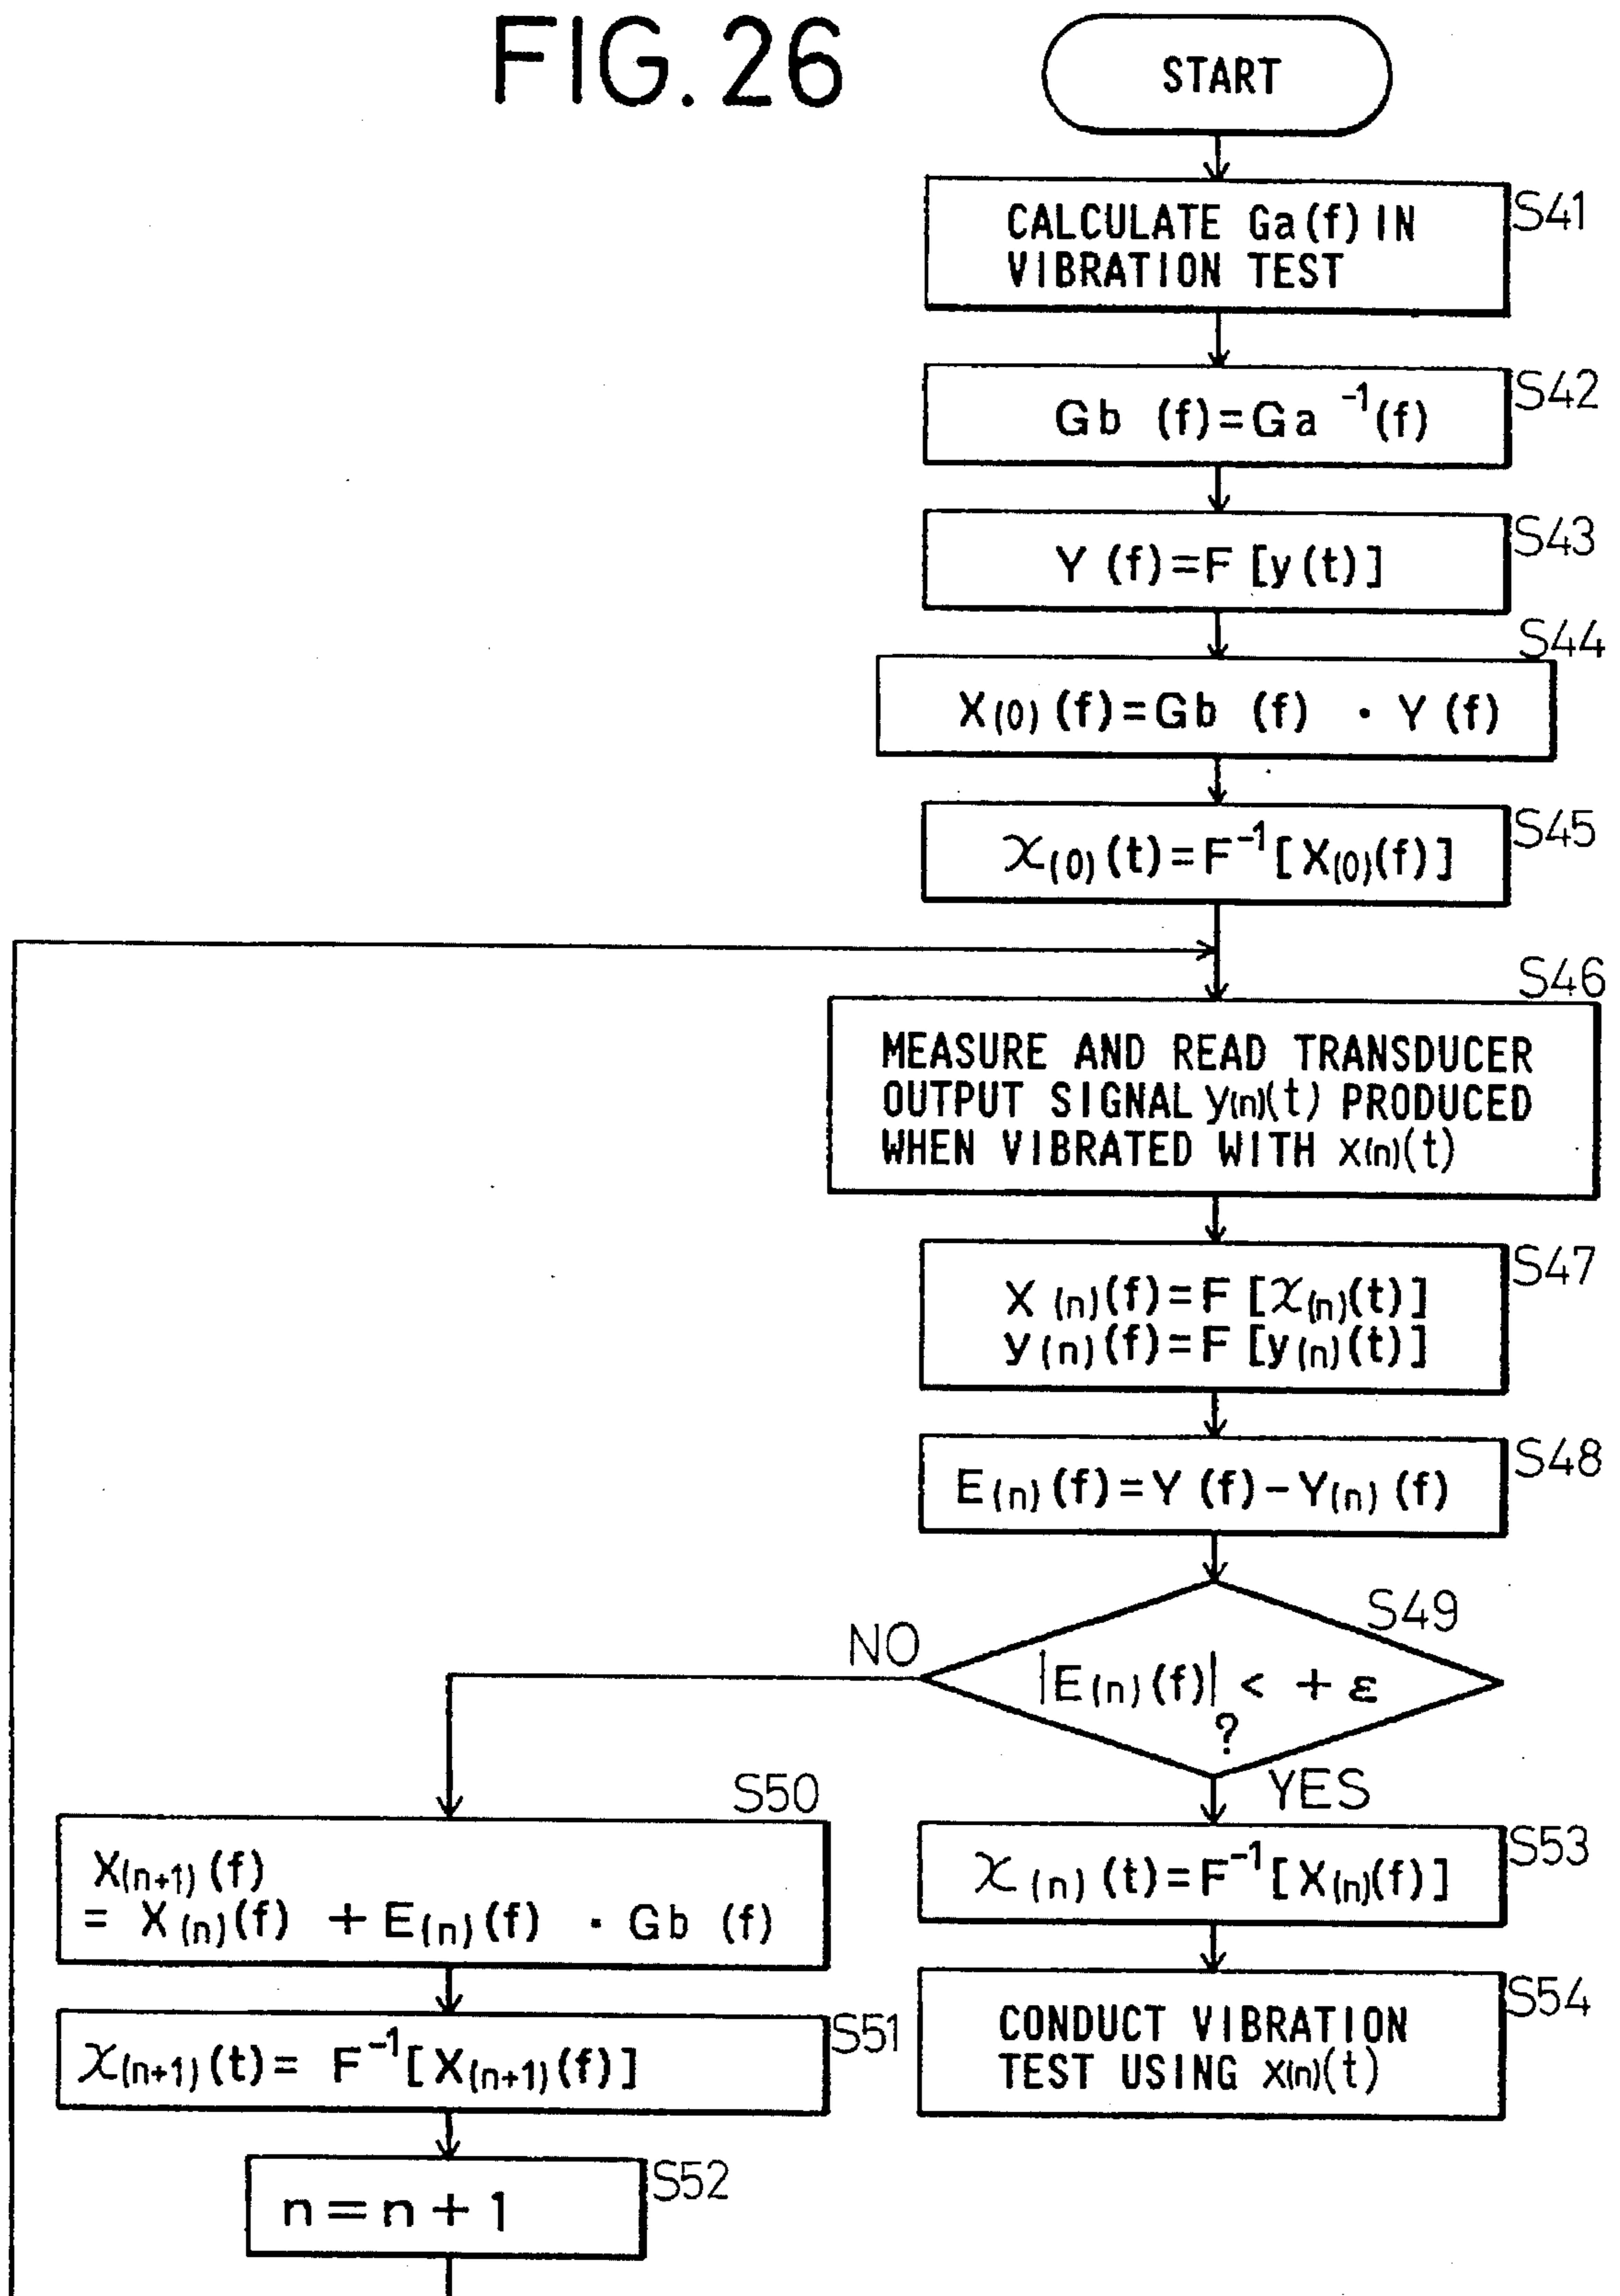 FIG. 26
START
S41
CALCULATE Ga(f) IN
VIBRATION TEST
S42
Gb (f)=Ga⁻¹(f)
S43
Y (f)=F [y(t)]
S44
X(0) (f)=Gb (f) · Y (f)
S45
x(0) (t)=F⁻¹[X(0)(f)]
S46
MEASURE AND READ TRANSDUCER
OUTPUT SIGNAL y(n)(t) PRODUCED
WHEN VIBRATED WITH x(n)(t)
S47
X (n)(f)=F [x(n)(t)]
y(n)(f)=F [y(n)(t)]
S48
E(n) (f)=Y (f)-Y(n) (f)
S49
|E(n) (f)| < + ε
?
NO
YES
S50
X(n+1) (f)
= X(n)(f) + E(n)(f) · Gb (f)
S51
x(n+1) (t)= F⁻¹[X(n+1)(f)]
S52
n=n+1
S53
x(n) (t)=F⁻¹[X(n)(f)]
S54
CONDUCT VIBRATION
TEST USING x(n)(t)